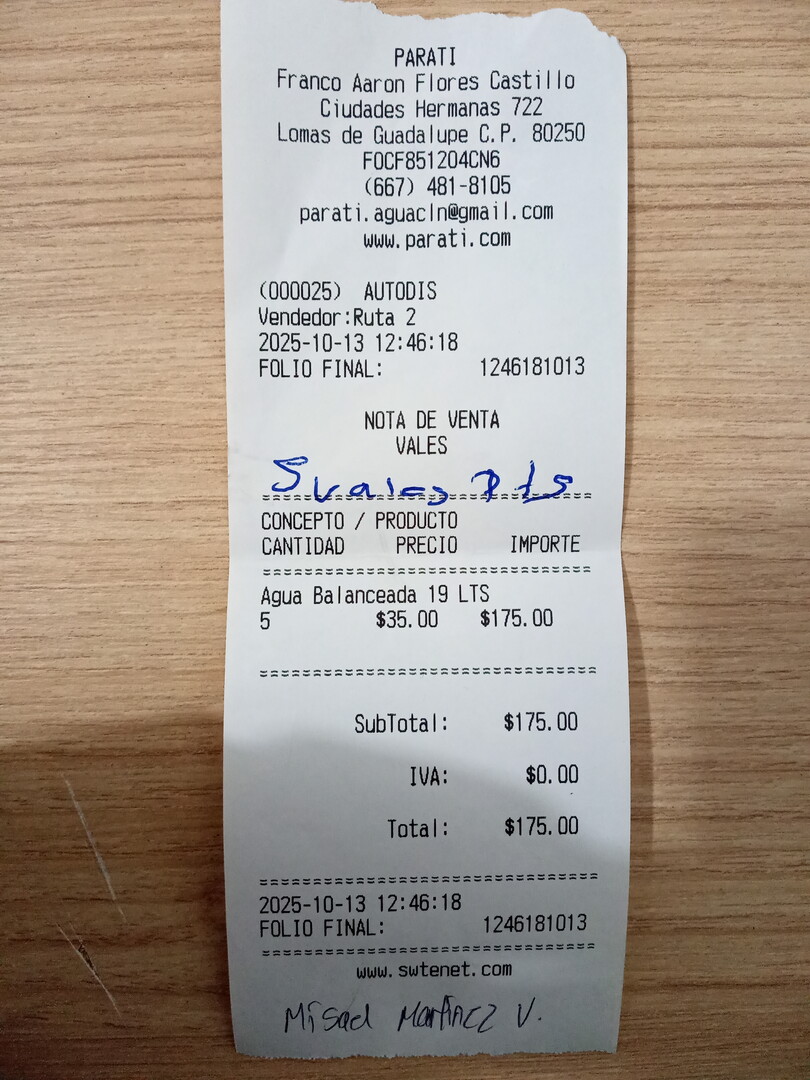 PARATI
Franco Aaron Flores Castillo
Ciudades Hermanas 722
Lomas de Guadalupe C.P. 80250
FOCF851204CN6
(667) 481-8105
parati.aguacln@gmail.com
www.parati.com
(000025) AUTODIS
Vendedor:Ruta 2
2025-10-13 12:46:18
FOLIO FINAL: 1246181013
NOTA DE VENTA
VALES
5 vales
CONCEPTO / PRODUCTO
CANTIDAD PRECIO IMPORTE
Agua Balanceada 19 LTS
5 $35.00 $175.00
SubTotal: $175.00
IVA: $0.00
Total: $175.00
2025-10-13 12:46:18
FOLIO FINAL: 1246181013
www.swtenet.com
Misael Martinez V.